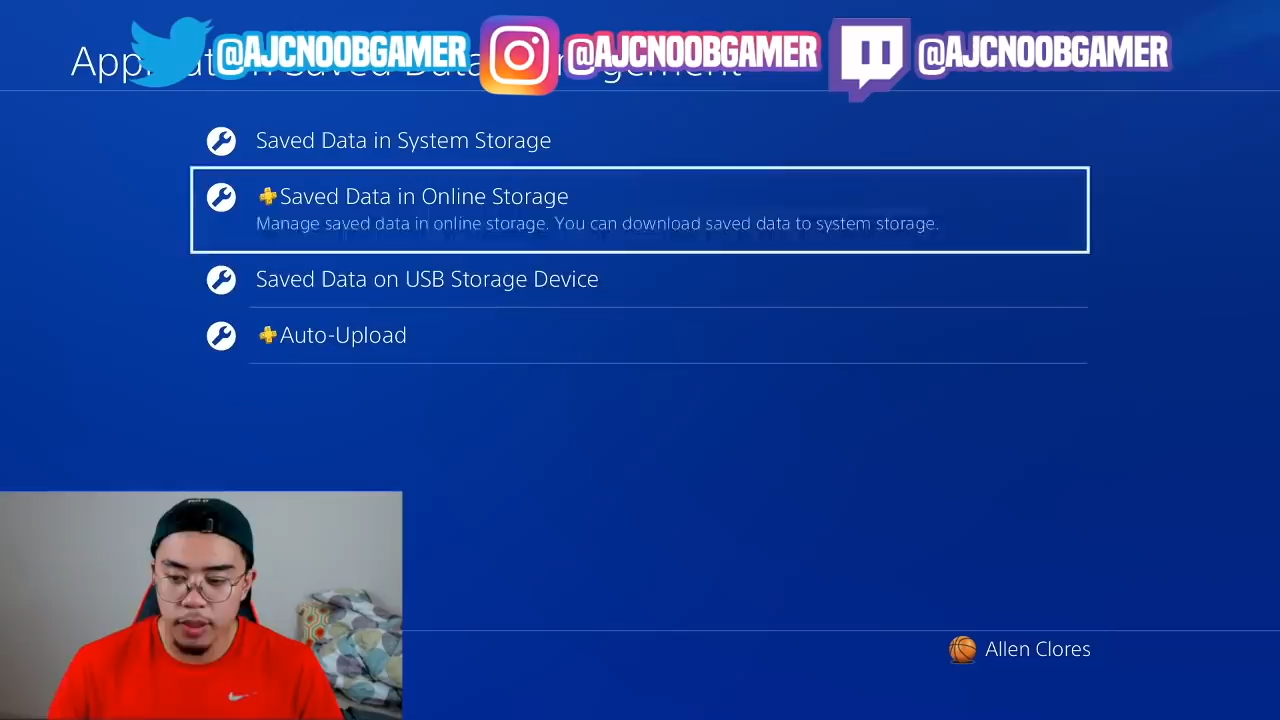 @AJCNOOBGAMER @AJCNOOBGAMER @AJCNOOBGAMER
Saved Data in System Storage
Saved Data in Online Storage
Manage saved data in online storage. You can download saved data to system storage.
Saved Data on USB Storage Device
Auto-Upload
Allen Clores